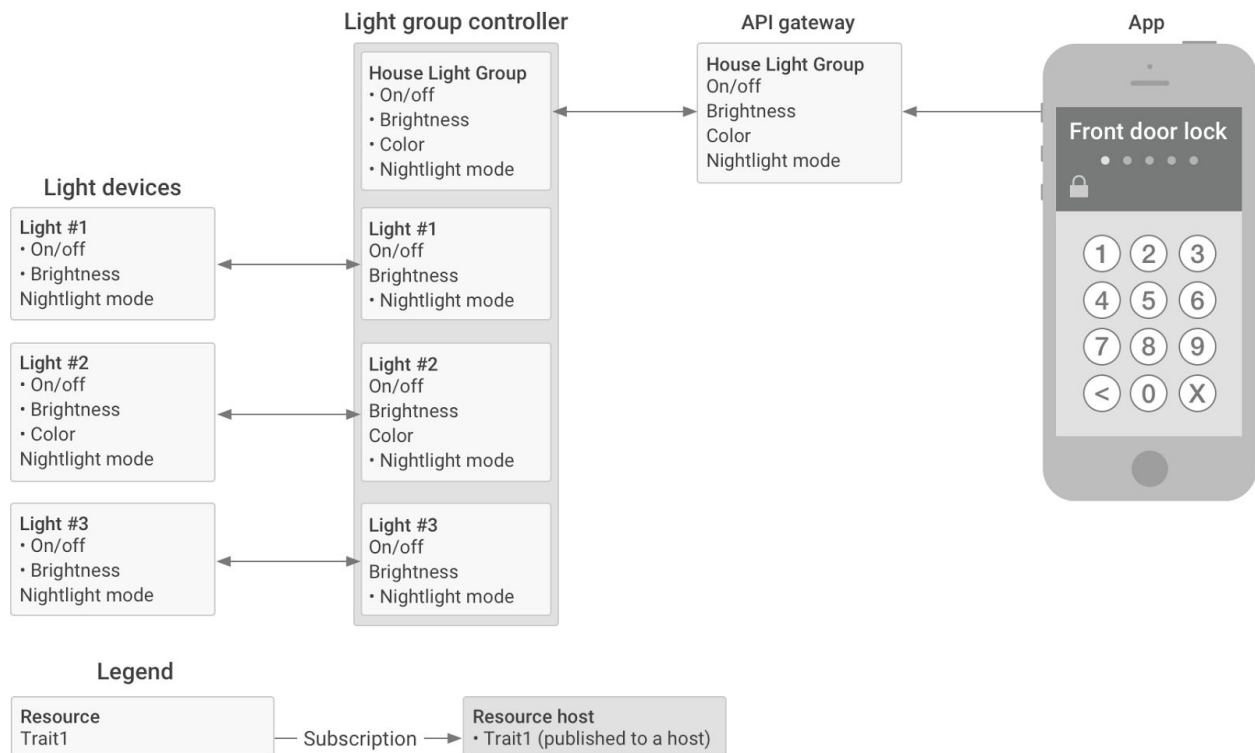 Light group controller
API gateway
App
House Light Group
• On/off
• Brightness
• Color
• Nightlight mode
House Light Group
On/off
Brightness
Color
Nightlight mode
Front door lock
1 2 3
4 5 6
7 8 9
< 0 X
Light devices
Light #1
• On/off
• Brightness
Nightlight mode
Light #1
On/off
Brightness
• Nightlight mode
Light #2
• On/off
• Brightness
• Color
Nightlight mode
Light #2
On/off
Brightness
Color
• Nightlight mode
Light #3
• On/off
• Brightness
Nightlight mode
Light #3
On/off
Brightness
• Nightlight mode
Legend
Resource
Trait1
Subscription
Resource host
• Trait1 (published to a host)